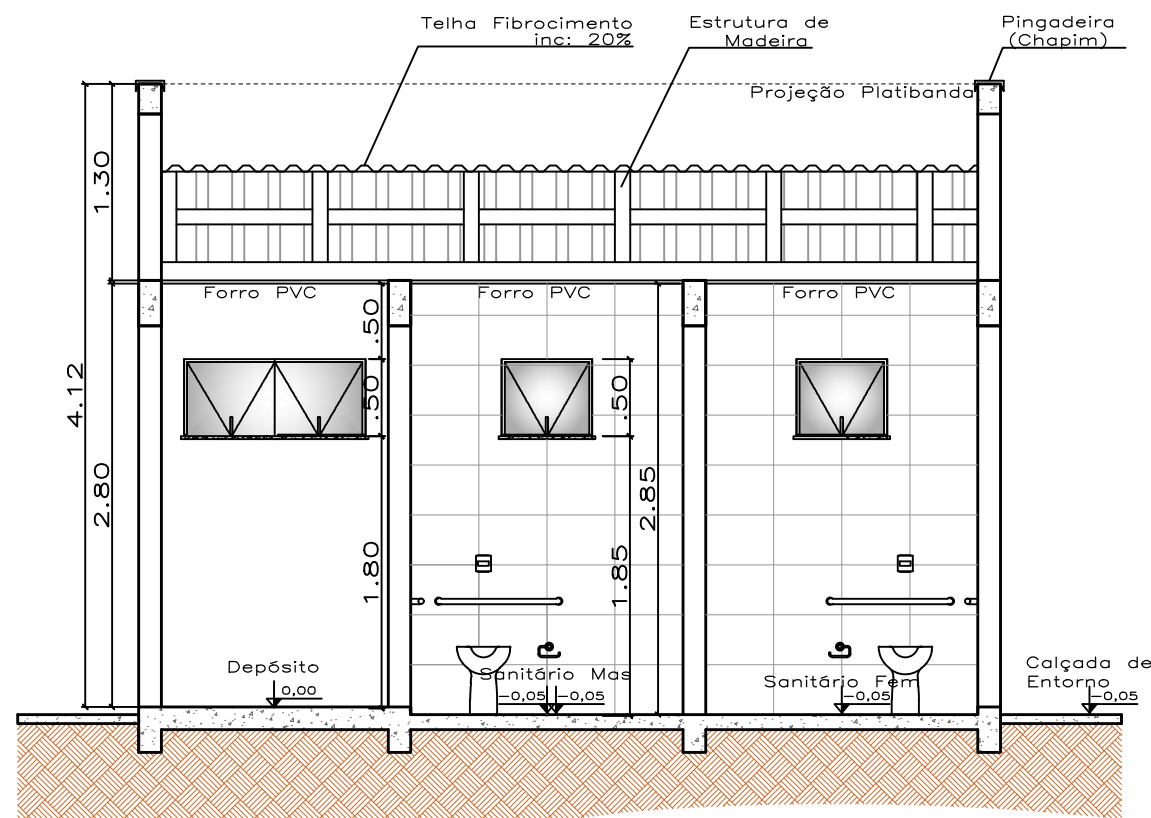 Telha Fibrocimento
inc: 20%
Estrutura de
Madeira
Pingadeira
(Chapim)
Projeção Platibanda
1.30
Forro PVC
Forro PVC
Forro PVC
.50
4.12
.50
.50
2.80
2.85
1.80
1.85
Depósito
0,00
Sanitário Mas
-0,05
-0,05
Sanitário Fem
-0,05
Calçada de
Entorno
-0,05